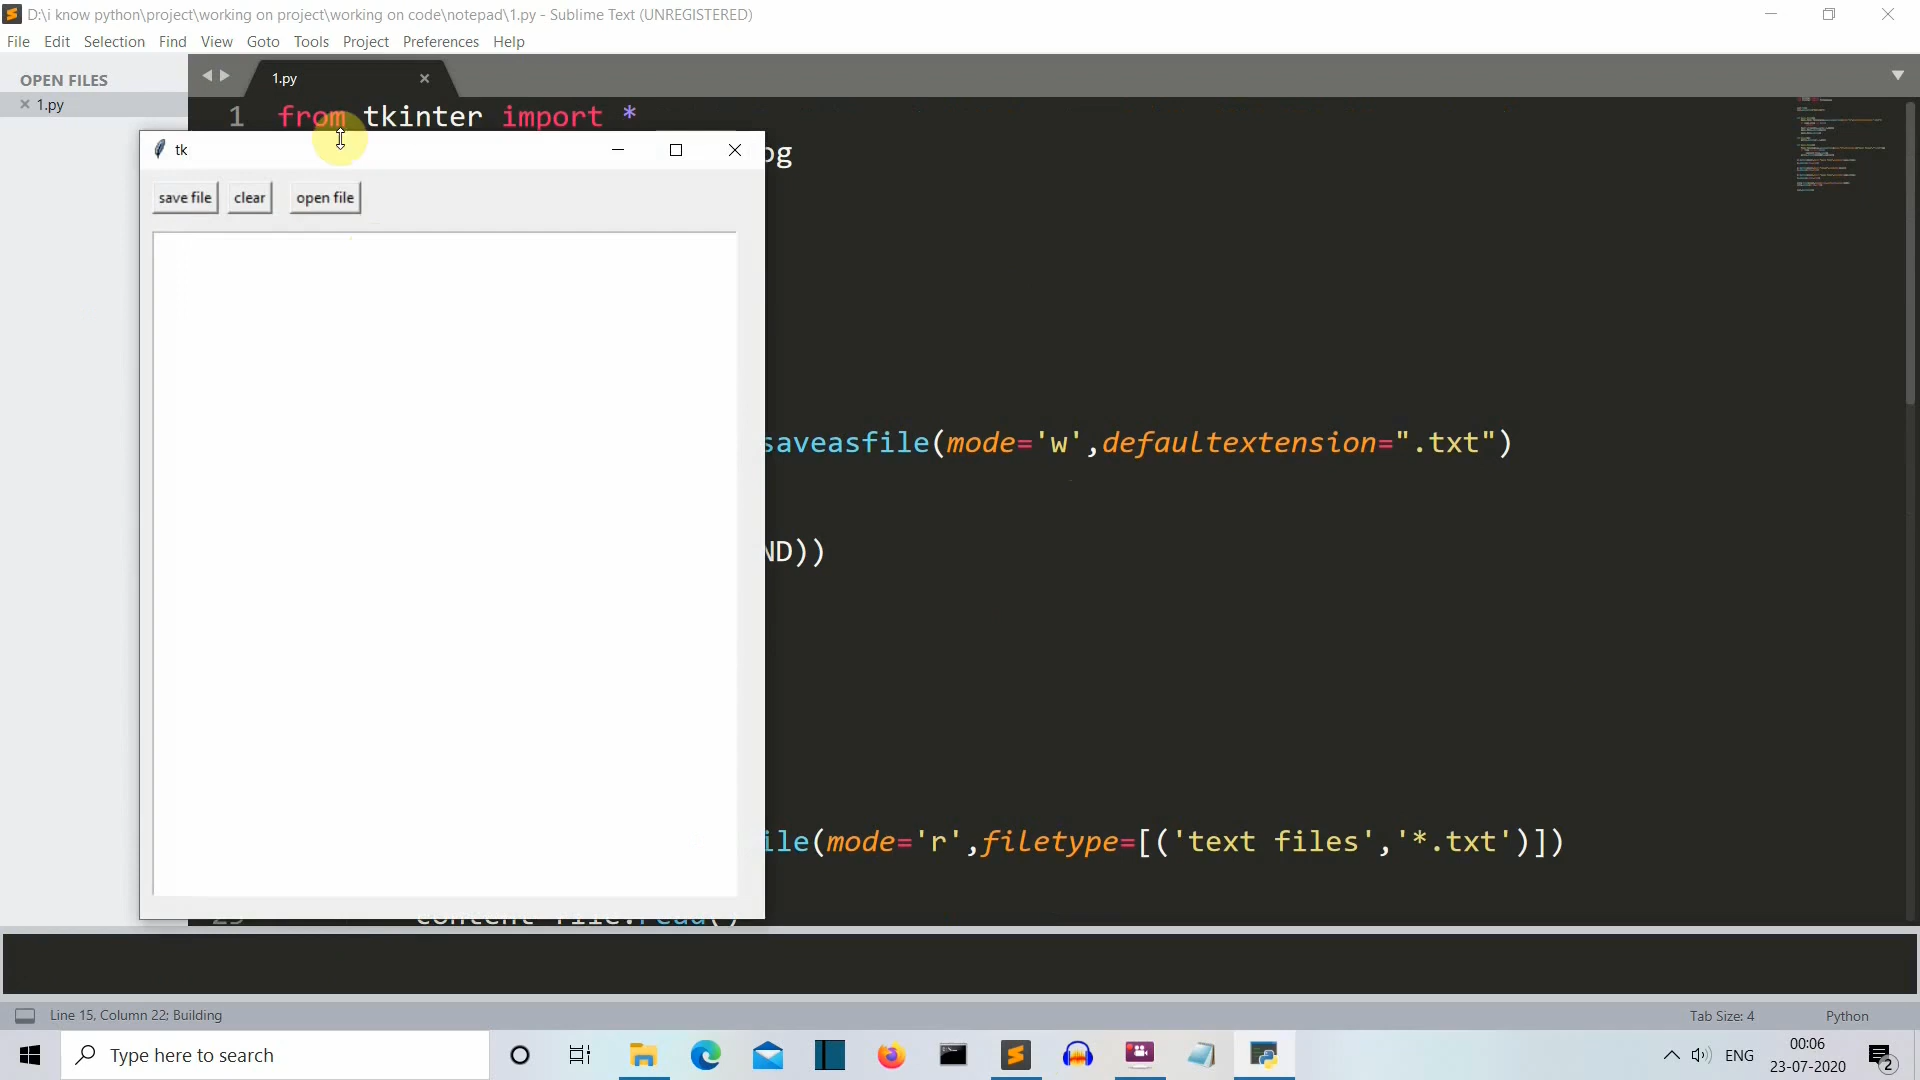 D:\i know python\project\working on project\working on code\notepad\1.py - Sublime Text (UNREGISTERED)
File Edit Selection Find View Goto Tools Project Preferences Help
OPEN FILES
1.py
1.py
1 from tkinter import *
tk
save file clear open file
saveasfile(mode='w',defaultextension=".txt")
ND))
ile(mode='r',filetype=[('text files','*.txt')])
Line 15, Column 22; Building
Tab Size: 4 Python
Type here to search
ENG
00:06
23-07-2020
2